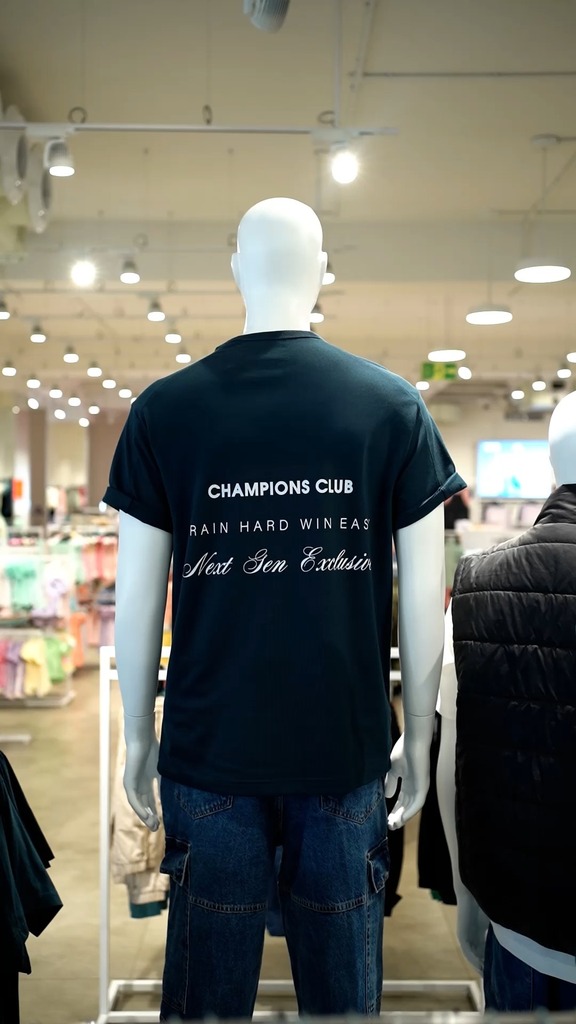 CHAMPIONS CLUB
RAIN HARD WIN EAS
Next Gen Exclusiv